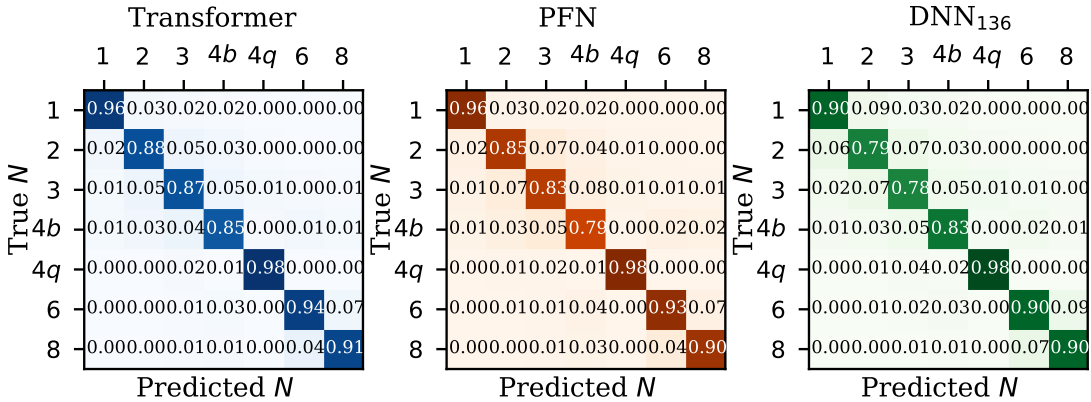 Transformer PFN DNN₁₃₆
1 2 3 4b 4q 6 8 1 2 3 4b 4q 6 8 1 2 3 4b 4q 6 8
1 0.96 0.03 0.02 0.02 0.00 0.00 0.00 1 0.96 0.03 0.02 0.02 0.00 0.00 0.00 1 0.90 0.09 0.03 0.02 0.00 0.00 0.00
2 0.02 0.88 0.05 0.03 0.00 0.00 0.00 2 0.02 0.85 0.07 0.04 0.01 0.00 0.00 2 0.06 0.79 0.07 0.03 0.00 0.00 0.00
3 0.01 0.05 0.87 0.05 0.01 0.00 0.01 3 0.01 0.07 0.83 0.08 0.01 0.01 0.01 3 0.02 0.07 0.78 0.05 0.01 0.01 0.00
4b 0.01 0.03 0.04 0.85 0.00 0.01 0.01 4b 0.01 0.03 0.05 0.79 0.00 0.02 0.02 4b 0.01 0.03 0.05 0.83 0.00 0.02 0.01
4q 0.00 0.00 0.02 0.01 0.98 0.00 0.00 4q 0.00 0.01 0.02 0.01 0.98 0.00 0.00 4q 0.00 0.01 0.04 0.02 0.98 0.00 0.00
6 0.00 0.00 0.01 0.03 0.00 0.94 0.07 6 0.00 0.01 0.01 0.04 0.00 0.93 0.07 6 0.00 0.01 0.01 0.03 0.00 0.90 0.09
8 0.00 0.00 0.01 0.01 0.00 0.04 0.91 8 0.00 0.00 0.01 0.03 0.00 0.04 0.90 8 0.00 0.00 0.01 0.01 0.00 0.07 0.90
True N True N True N
Predicted N Predicted N Predicted N